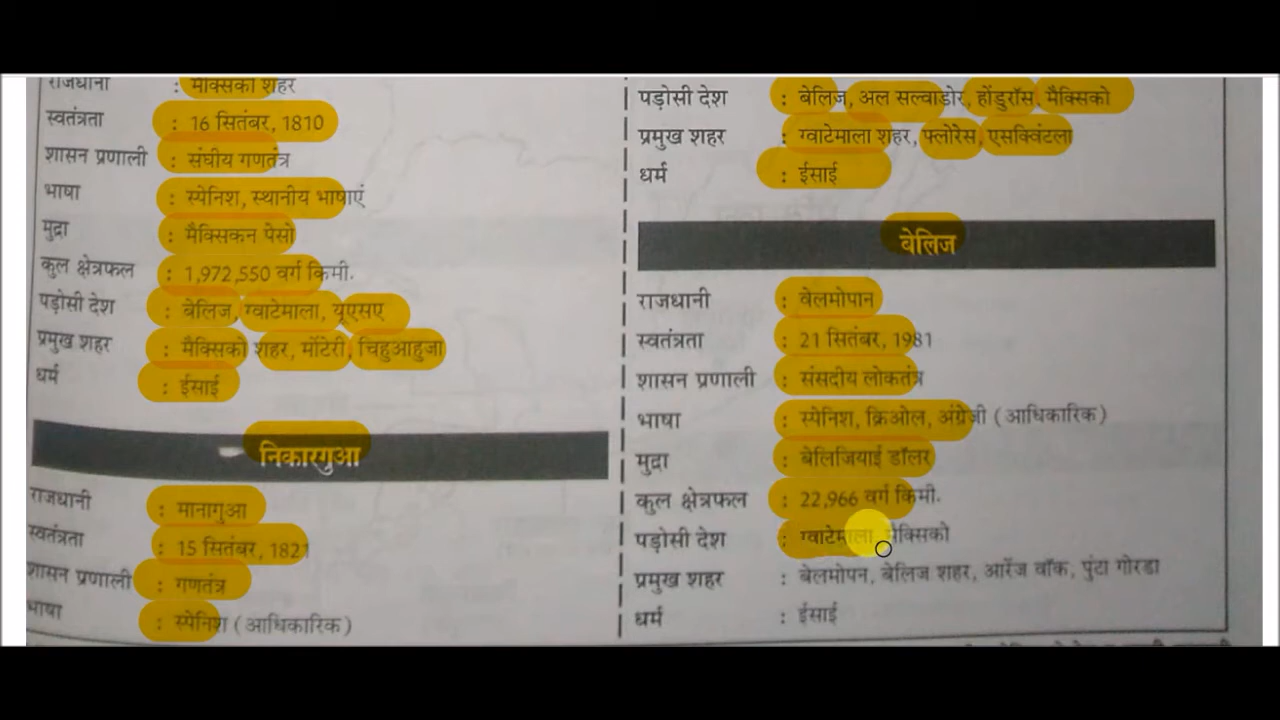 राजधानी : मैक्सिको शहर
स्वतंत्रता : 16 सितंबर, 1810
शासन प्रणाली : संघीय गणतंत्र
भाषा : स्पेनिश, स्थानीय भाषाएं
मुद्रा : मैक्सिकन पेसो
कुल क्षेत्रफल : 1,972,550 वर्ग किमी.
पड़ोसी देश : बेलिज, ग्वाटेमाला, यूएसए
प्रमुख शहर : मैक्सिको शहर, मोंटेरी, चिहुआहुआ
धर्म : ईसाई
निकारगुआ
राजधानी : मानागुआ
स्वतंत्रता : 15 सितंबर, 1821
शासन प्रणाली : गणतंत्र
भाषा : स्पेनिश (आधिकारिक)
पड़ोसी देश : बेलिज, अल सल्वाडोर, होंडुरॉस, मैक्सिको
प्रमुख शहर : ग्वाटेमाला शहर, फ्लोरेस, एसक्विंटला
धर्म : ईसाई
बेलिज
राजधानी : बेलमोपान
स्वतंत्रता : 21 सितंबर, 1981
शासन प्रणाली : संसदीय लोकतंत्र
भाषा : स्पेनिश, क्रिओल, अंग्रेजी (आधिकारिक)
मुद्रा : बेलिजियाई डॉलर
कुल क्षेत्रफल : 22,966 वर्ग किमी.
पड़ोसी देश : ग्वाटेमाला, मैक्सिको
प्रमुख शहर : बेलमोपन, बेलिज शहर, आरेंज वॉक, पुंटा गोरडा
धर्म : ईसाई